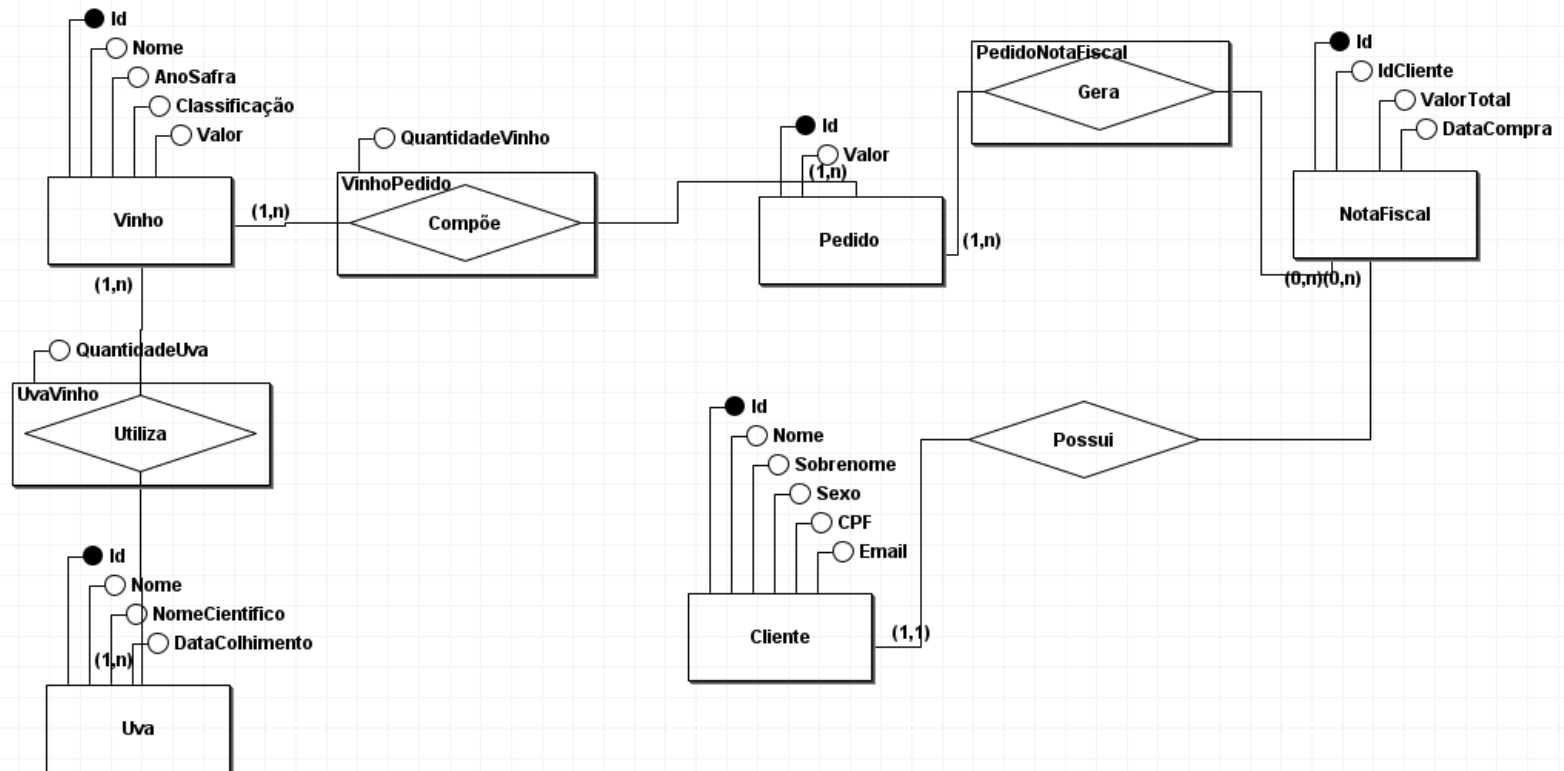 Id
Nome
AnoSafra
Classificação
Valor
Vinho
(1,n)
(1,n)
QuantidadeVinho
VinhoPedido
Compõe
Id
Valor
(1,n)
Pedido
(1,n)
PedidoNotaFiscal
Gera
Id
IdCliente
ValorTotal
DataCompra
NotaFiscal
(0,n)(0,n)
QuantidadeUva
UvaVinho
Utiliza
Id
Nome
NomeCientifico
DataColhimento
(1,n)
Uva
Id
Nome
Sobrenome
Sexo
CPF
Email
Cliente
(1,1)
Possui